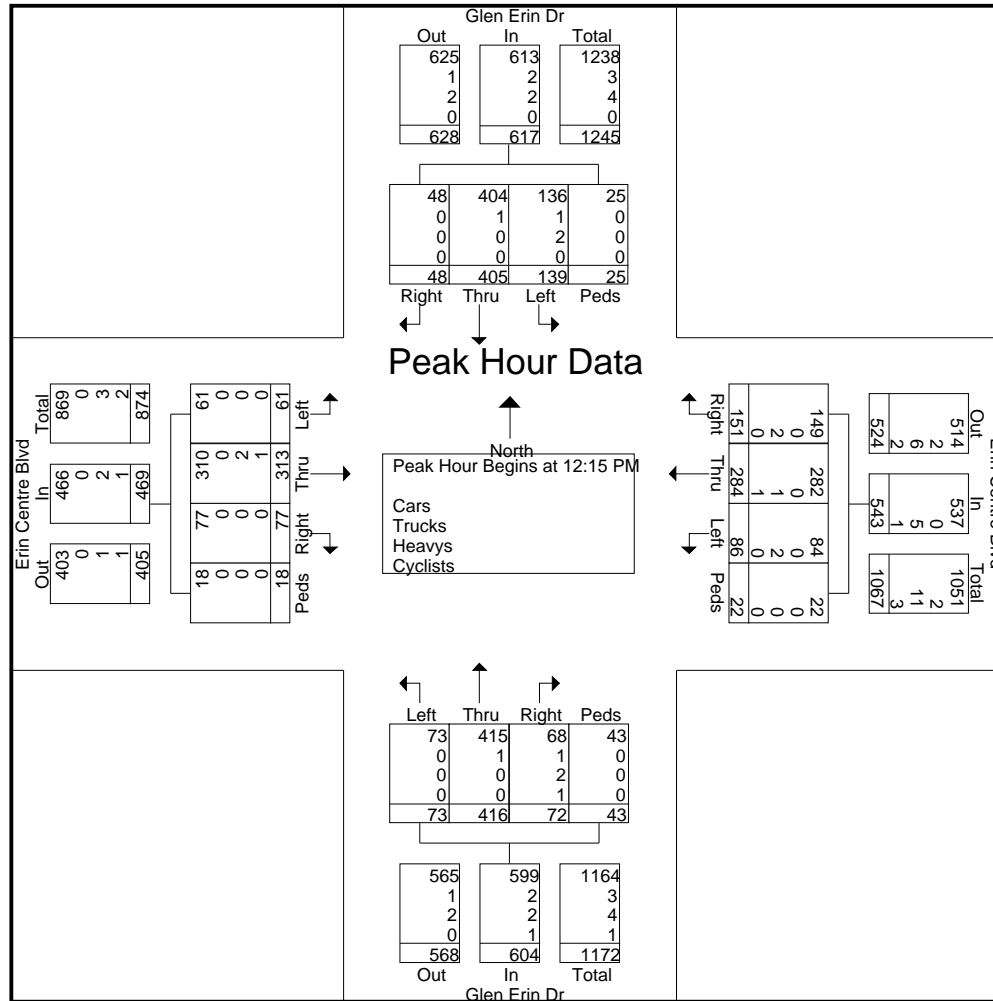 Glen Erin Dr
Out In Total
625 613 1238
1 2 3
2 2 4
0 0 0
628 617 1245
48 404 136 25
0 1 1 0
0 0 2 0
0 0 0 0
48 405 139 25
Right Thru Left Peds
Peak Hour Data
Erin Centre Blvd
Out In Total
403 466 869
0 0 0
1 2 3
1 1 2
405 469 874
18 77 310 61
0 0 0 0
0 0 2 0
0 0 1 0
18 77 313 61
Peds Right Thru Left
North
Peak Hour Begins at 12:15 PM
Cars
Trucks
Heavys
Cyclists
Out In Total
514 537 1051
2 0 2
6 5 11
2 1 3
524 543 1067
149 282 84 22
0 0 0 0
2 1 2 0
0 1 0 0
151 284 86 22
Right Thru Left Peds
Left Thru Right Peds
73 415 68 43
0 1 1 0
0 0 2 0
0 0 1 0
73 416 72 43
565 599 1164
1 2 3
2 2 4
0 1 1
568 604 1172
Out In Total
Glen Erin Dr